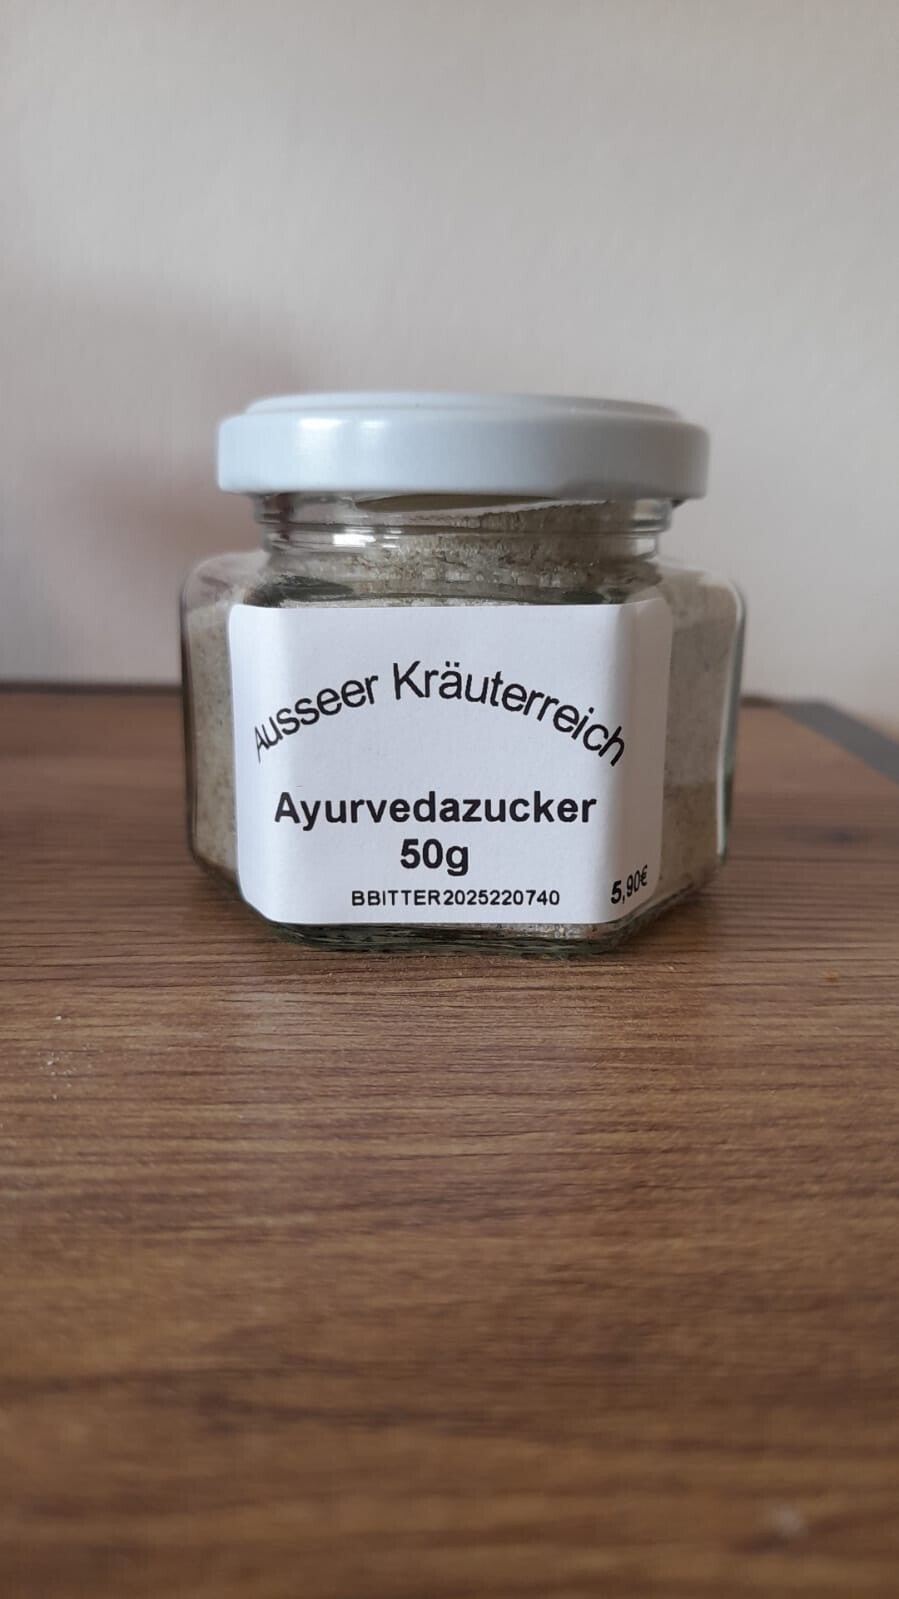 Ausseer Kräuterreich
Ayurvedazucker
50g
BBITTER2025220740
5,90€